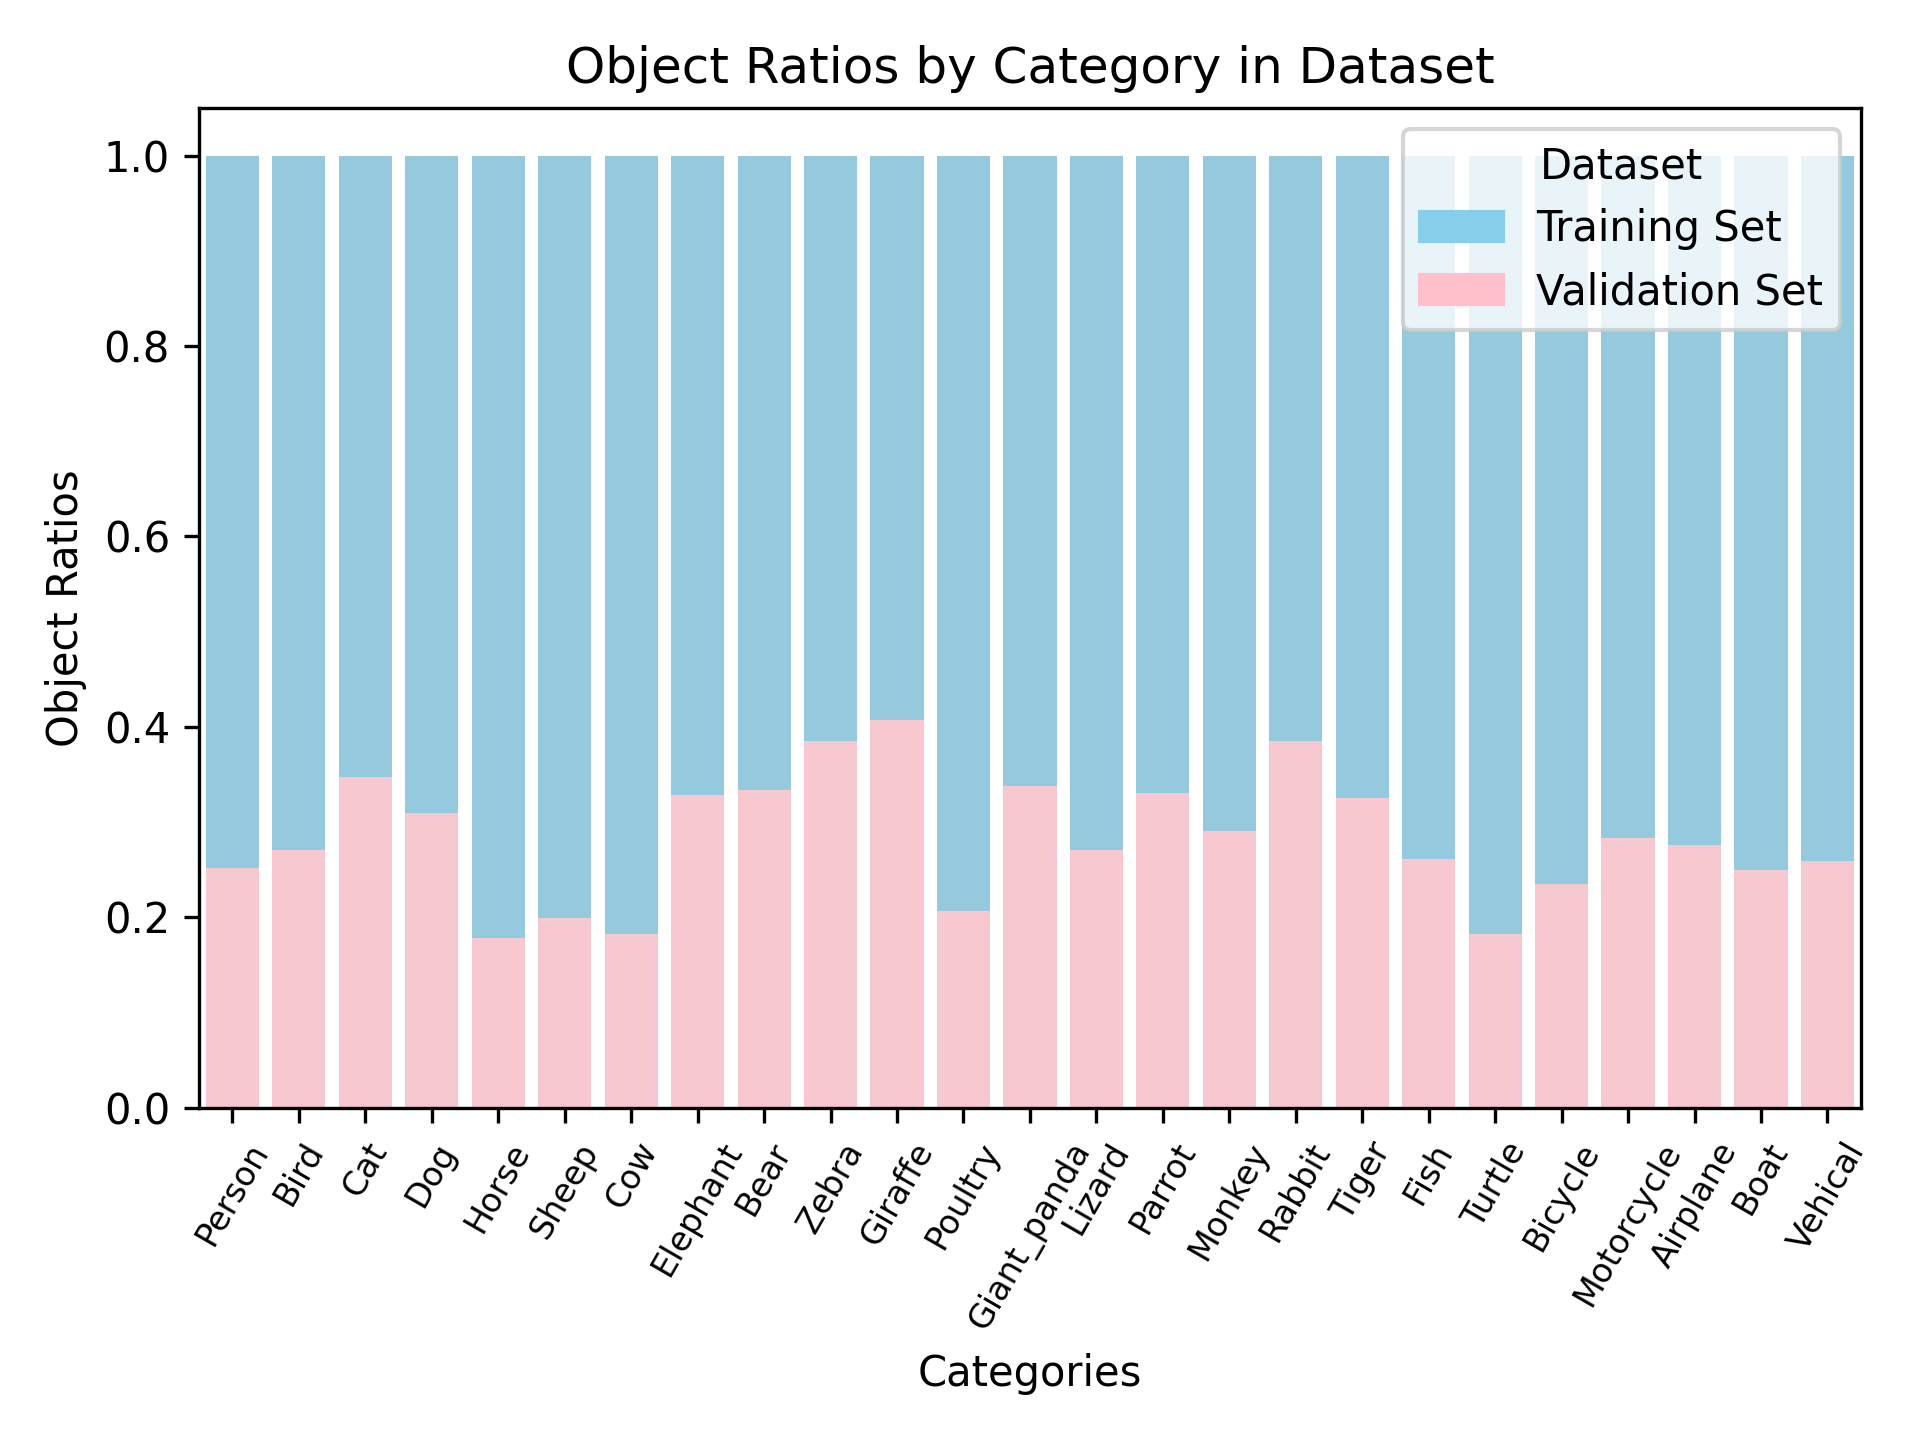 Object Ratios by Category in Dataset
Dataset
Training Set
Validation Set
Object Ratios
1.0
0.8
0.6
0.4
0.2
0.0
Person
Bird
Cat
Dog
Horse
Sheep
Cow
Elephant
Bear
Zebra
Giraffe
Poultry
Giant_panda
Lizard
Parrot
Monkey
Rabbit
Tiger
Fish
Turtle
Bicycle
Motorcycle
Airplane
Boat
Vehical
Categories